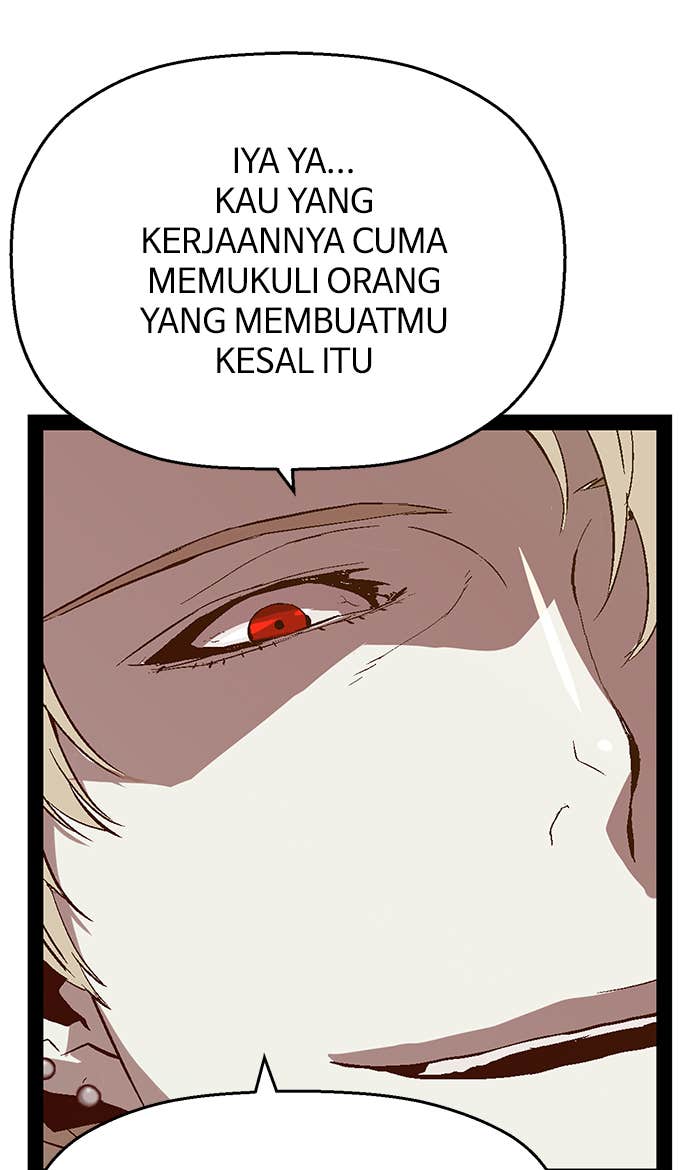 IYA YA...
KAU YANG
KERJAANNYA CUMA
MEMUKULI ORANG
YANG MEMBUATMU
KESAL ITU